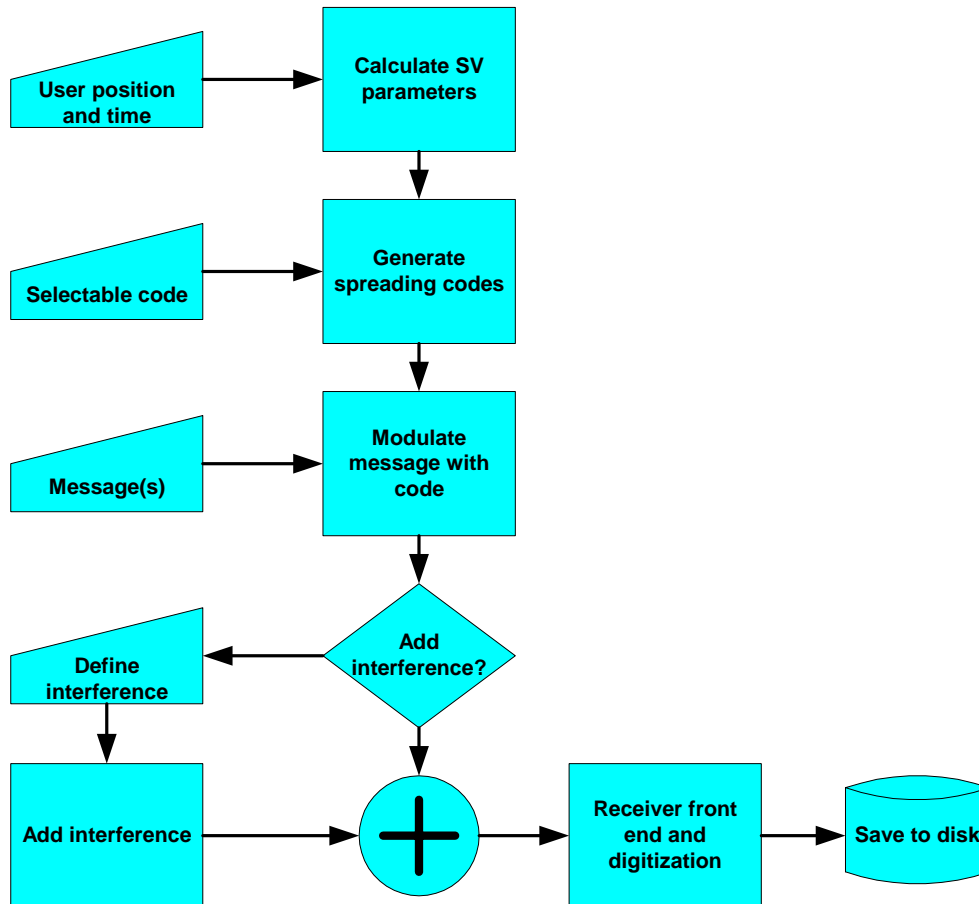 User position
and time
Calculate SV
parameters
Selectable code
Generate
spreading codes
Message(s)
Modulate
message with
code
Add
interference?
Define
interference
Add interference
Receiver front
end and
digitization
Save to disk